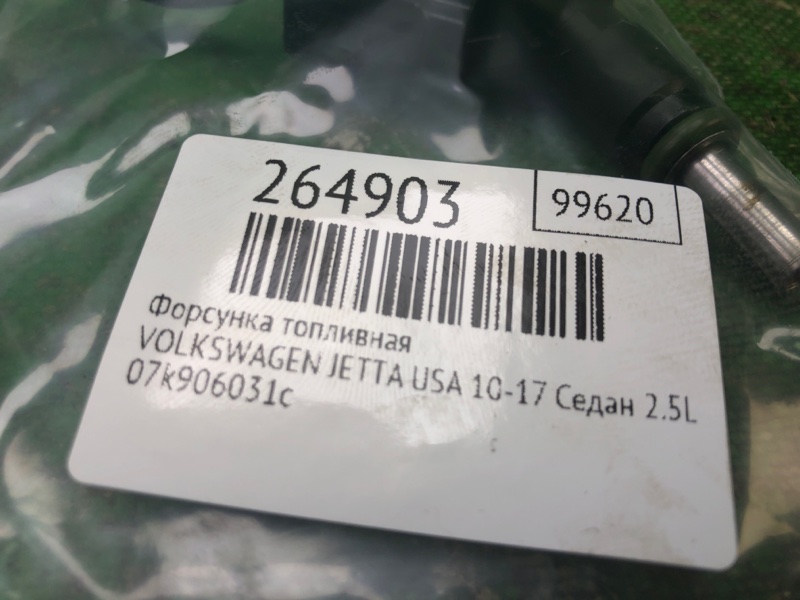 264903
99620
Форсунка топливная
VOLKSWAGEN JETTA USA 10-17 Седан 2.5L
07k906031c